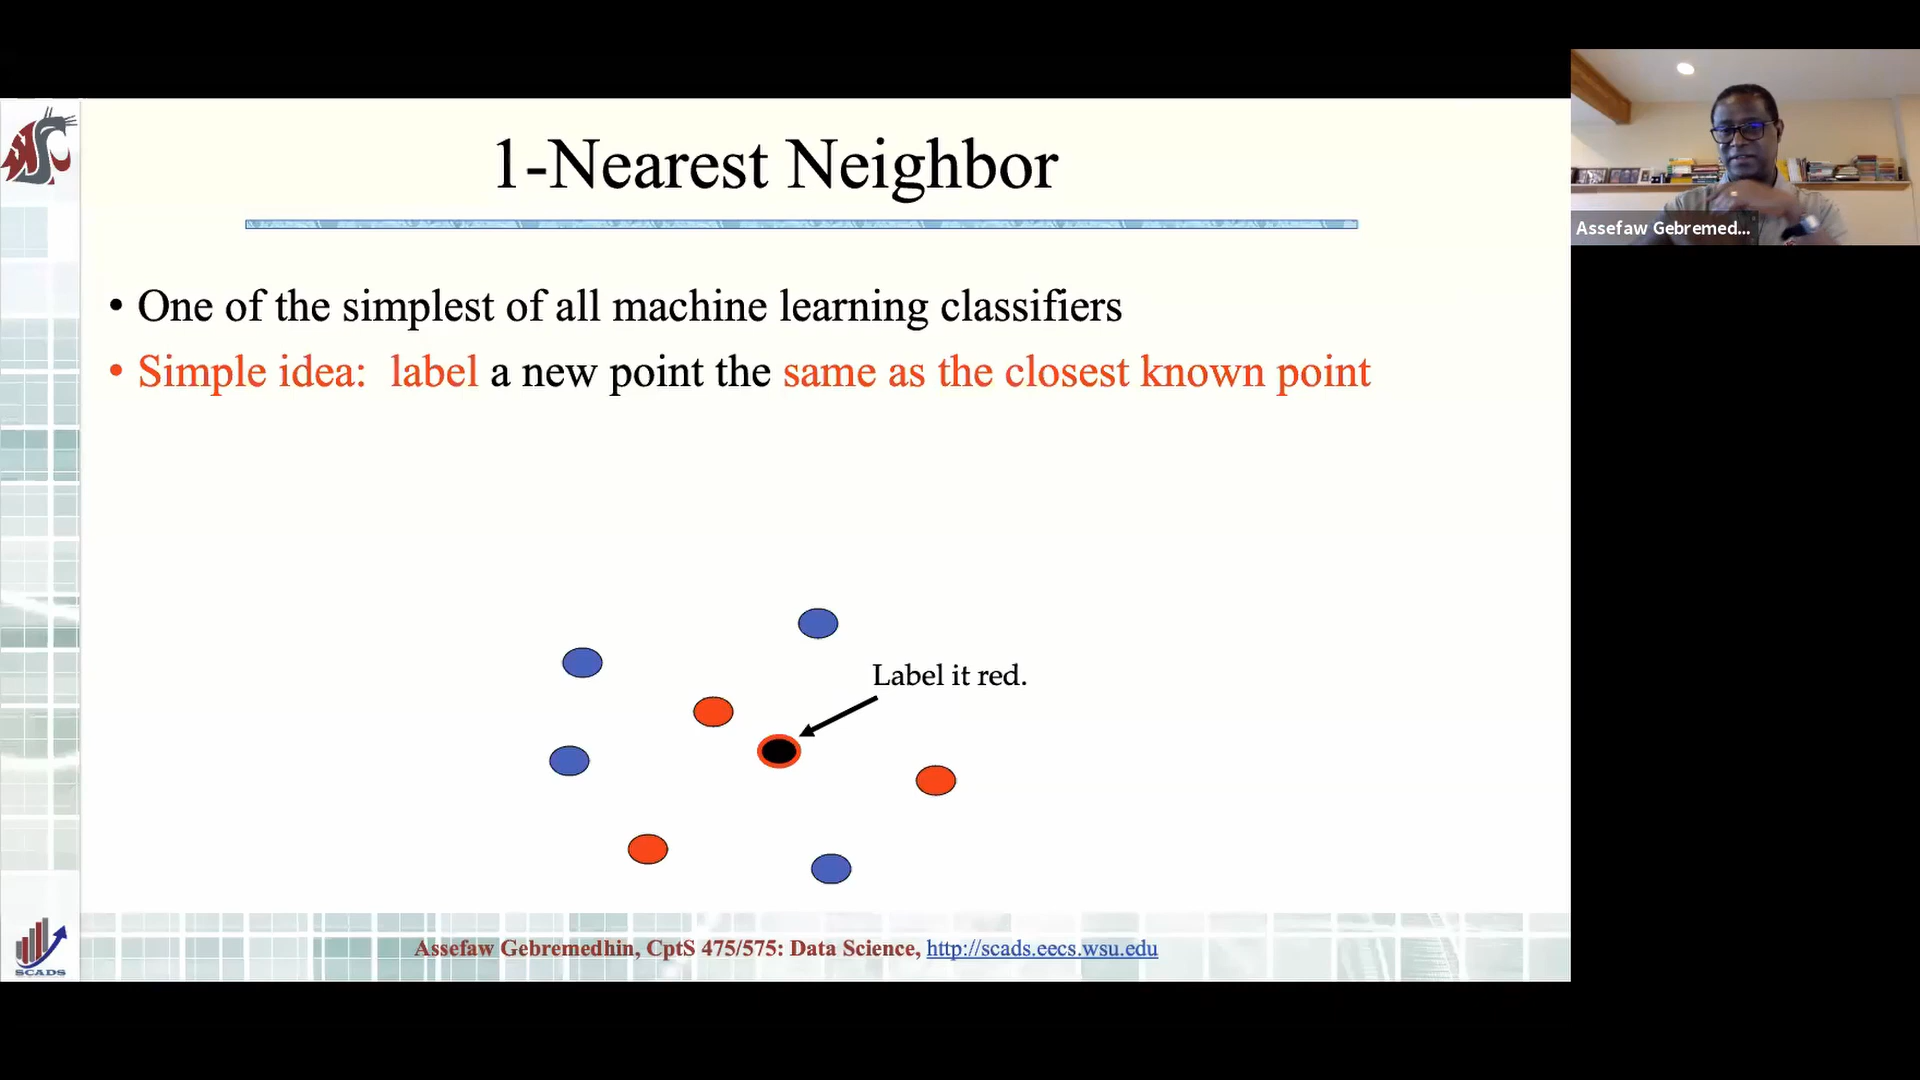 1-Nearest Neighbor
• One of the simplest of all machine learning classifiers
• Simple idea: label a new point the same as the closest known point
Label it red.
Assefaw Gebremedhin, CptS 475/575: Data Science, http://scads.eecs.wsu.edu
SCADS
Assefaw Gebremed...